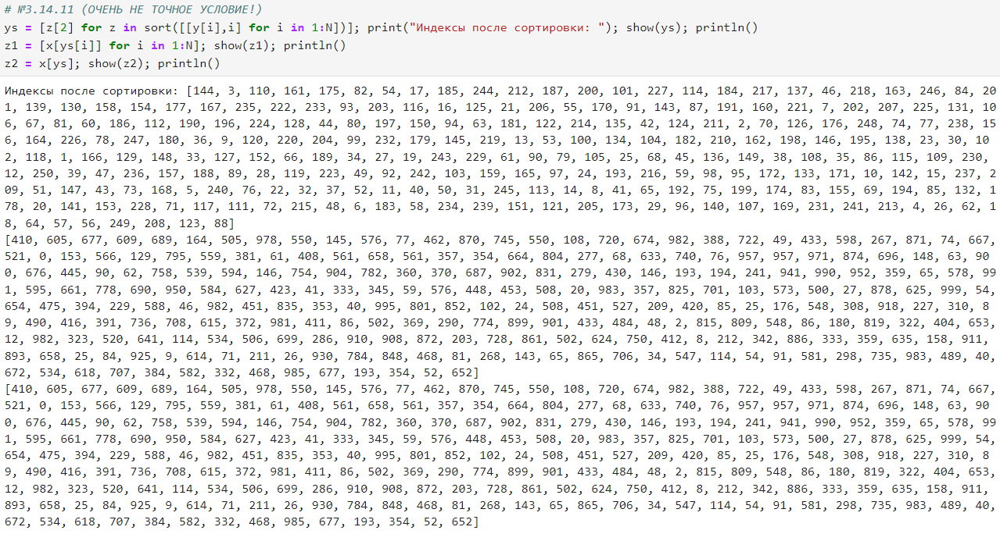 # №3.14.11 (ОЧЕНЬ НЕ ТОЧНОЕ УСЛОВИЕ!)
ys = [z[2] for z in sort([[y[i],i] for i in 1:N])]; print("Индексы после сортировки: "); show(ys); println()
z1 = [x[ys[i]] for i in 1:N]; show(z1); println()
z2 = x[ys]; show(z2); println()
Индексы после сортировки: [144, 3, 110, 161, 175, 82, 54, 17, 185, 244, 212, 187, 200, 101, 227, 114, 184, 217, 137, 46, 218, 163, 246, 84, 20
1, 139, 130, 158, 154, 177, 167, 235, 222, 233, 93, 203, 116, 16, 125, 21, 206, 55, 170, 91, 143, 87, 191, 160, 221, 7, 202, 207, 225, 131, 10
6, 67, 81, 60, 186, 112, 190, 196, 224, 128, 44, 80, 197, 150, 94, 63, 181, 122, 214, 135, 42, 124, 211, 2, 70, 126, 176, 248, 74, 77, 238, 15
6, 164, 226, 78, 247, 180, 36, 9, 120, 220, 204, 99, 232, 179, 145, 219, 13, 53, 100, 134, 104, 182, 210, 162, 198, 146, 195, 138, 23, 30, 10
2, 118, 1, 166, 129, 148, 33, 127, 152, 66, 189, 34, 27, 19, 243, 229, 61, 90, 79, 105, 25, 68, 45, 136, 149, 38, 108, 35, 86, 115, 109, 230,
12, 250, 39, 47, 236, 157, 188, 89, 28, 119, 223, 49, 92, 242, 103, 159, 165, 97, 24, 193, 216, 59, 98, 95, 172, 133, 171, 10, 142, 15, 237, 2
09, 51, 147, 43, 73, 168, 5, 240, 76, 22, 32, 37, 52, 11, 40, 50, 31, 245, 113, 14, 8, 41, 65, 192, 75, 199, 174, 83, 155, 69, 194, 85, 132, 1
78, 20, 141, 153, 228, 71, 117, 111, 72, 215, 48, 6, 183, 58, 234, 239, 151, 121, 205, 173, 29, 96, 140, 107, 169, 231, 241, 213, 4, 26, 62, 1
8, 64, 57, 56, 249, 208, 123, 88]
[410, 605, 677, 609, 689, 164, 505, 978, 550, 145, 576, 77, 462, 870, 745, 550, 108, 720, 674, 982, 388, 722, 49, 433, 598, 267, 871, 74, 667,
521, 0, 153, 566, 129, 795, 559, 381, 61, 408, 561, 658, 561, 357, 354, 664, 804, 277, 68, 633, 740, 76, 957, 957, 971, 874, 696, 148, 63, 90
0, 676, 445, 90, 62, 758, 539, 594, 146, 754, 904, 782, 360, 370, 687, 902, 831, 279, 430, 146, 193, 194, 241, 941, 990, 952, 359, 65, 578, 99
1, 595, 661, 778, 690, 950, 584, 627, 423, 41, 333, 345, 59, 576, 448, 453, 508, 20, 983, 357, 825, 701, 103, 573, 500, 27, 878, 625, 999, 54,
654, 475, 394, 229, 588, 46, 982, 451, 835, 353, 40, 995, 801, 852, 102, 24, 508, 451, 527, 209, 420, 85, 25, 176, 548, 308, 918, 227, 310, 8
9, 490, 416, 391, 736, 708, 615, 372, 981, 411, 86, 502, 369, 290, 774, 899, 901, 433, 484, 48, 2, 815, 809, 548, 86, 180, 819, 322, 404, 653,
12, 982, 323, 520, 641, 114, 534, 506, 699, 286, 910, 908, 872, 203, 728, 861, 502, 624, 750, 412, 8, 212, 342, 886, 333, 359, 635, 158, 911,
893, 658, 25, 84, 925, 9, 614, 71, 211, 26, 930, 784, 848, 468, 81, 268, 143, 65, 865, 706, 34, 547, 114, 54, 91, 581, 298, 735, 983, 489, 40,
672, 534, 618, 707, 384, 582, 332, 468, 985, 677, 193, 354, 52, 652]
[410, 605, 677, 609, 689, 164, 505, 978, 550, 145, 576, 77, 462, 870, 745, 550, 108, 720, 674, 982, 388, 722, 49, 433, 598, 267, 871, 74, 667,
521, 0, 153, 566, 129, 795, 559, 381, 61, 408, 561, 658, 561, 357, 354, 664, 804, 277, 68, 633, 740, 76, 957, 957, 971, 874, 696, 148, 63, 90
0, 676, 445, 90, 62, 758, 539, 594, 146, 754, 904, 782, 360, 370, 687, 902, 831, 279, 430, 146, 193, 194, 241, 941, 990, 952, 359, 65, 578, 99
1, 595, 661, 778, 690, 950, 584, 627, 423, 41, 333, 345, 59, 576, 448, 453, 508, 20, 983, 357, 825, 701, 103, 573, 500, 27, 878, 625, 999, 54,
654, 475, 394, 229, 588, 46, 982, 451, 835, 353, 40, 995, 801, 852, 102, 24, 508, 451, 527, 209, 420, 85, 25, 176, 548, 308, 918, 227, 310, 8
9, 490, 416, 391, 736, 708, 615, 372, 981, 411, 86, 502, 369, 290, 774, 899, 901, 433, 484, 48, 2, 815, 809, 548, 86, 180, 819, 322, 404, 653,
12, 982, 323, 520, 641, 114, 534, 506, 699, 286, 910, 908, 872, 203, 728, 861, 502, 624, 750, 412, 8, 212, 342, 886, 333, 359, 635, 158, 911,
893, 658, 25, 84, 925, 9, 614, 71, 211, 26, 930, 784, 848, 468, 81, 268, 143, 65, 865, 706, 34, 547, 114, 54, 91, 581, 298, 735, 983, 489, 40,
672, 534, 618, 707, 384, 582, 332, 468, 985, 677, 193, 354, 52, 652]